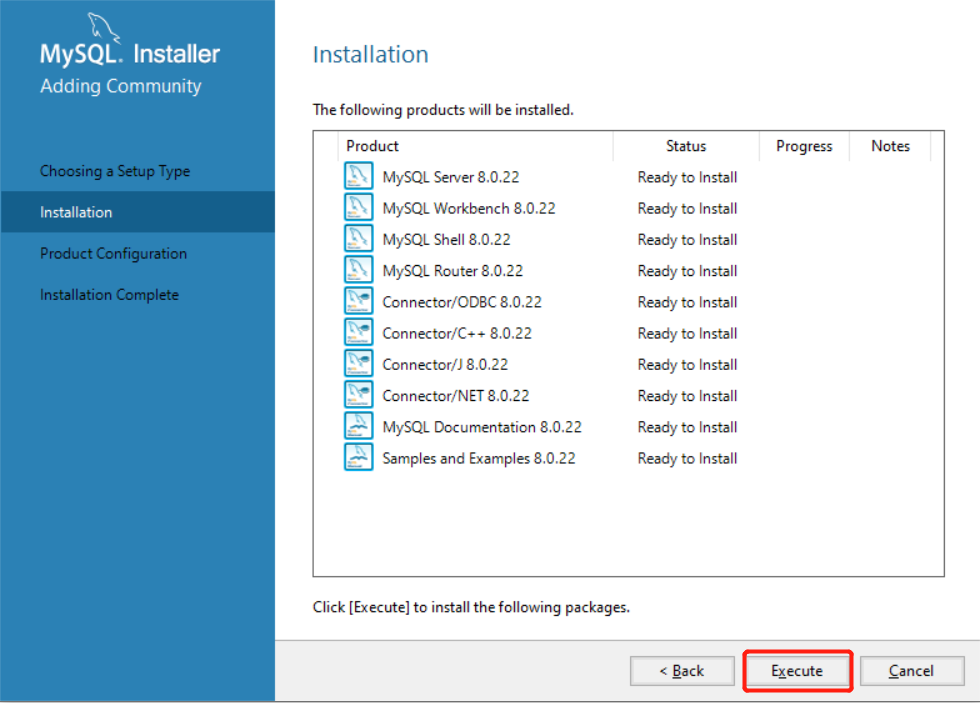 MySQL. Installer
Adding Community
Choosing a Setup Type
Installation
Product Configuration
Installation Complete
Installation
The following products will be installed.
Product Status Progress Notes
MySQL Server 8.0.22 Ready to Install
MySQL Workbench 8.0.22 Ready to Install
MySQL Shell 8.0.22 Ready to Install
MySQL Router 8.0.22 Ready to Install
Connector/ODBC 8.0.22 Ready to Install
Connector/C++ 8.0.22 Ready to Install
Connector/J 8.0.22 Ready to Install
Connector/NET 8.0.22 Ready to Install
MySQL Documentation 8.0.22 Ready to Install
Samples and Examples 8.0.22 Ready to Install
Click [Execute] to install the following packages.
< Back Execute Cancel